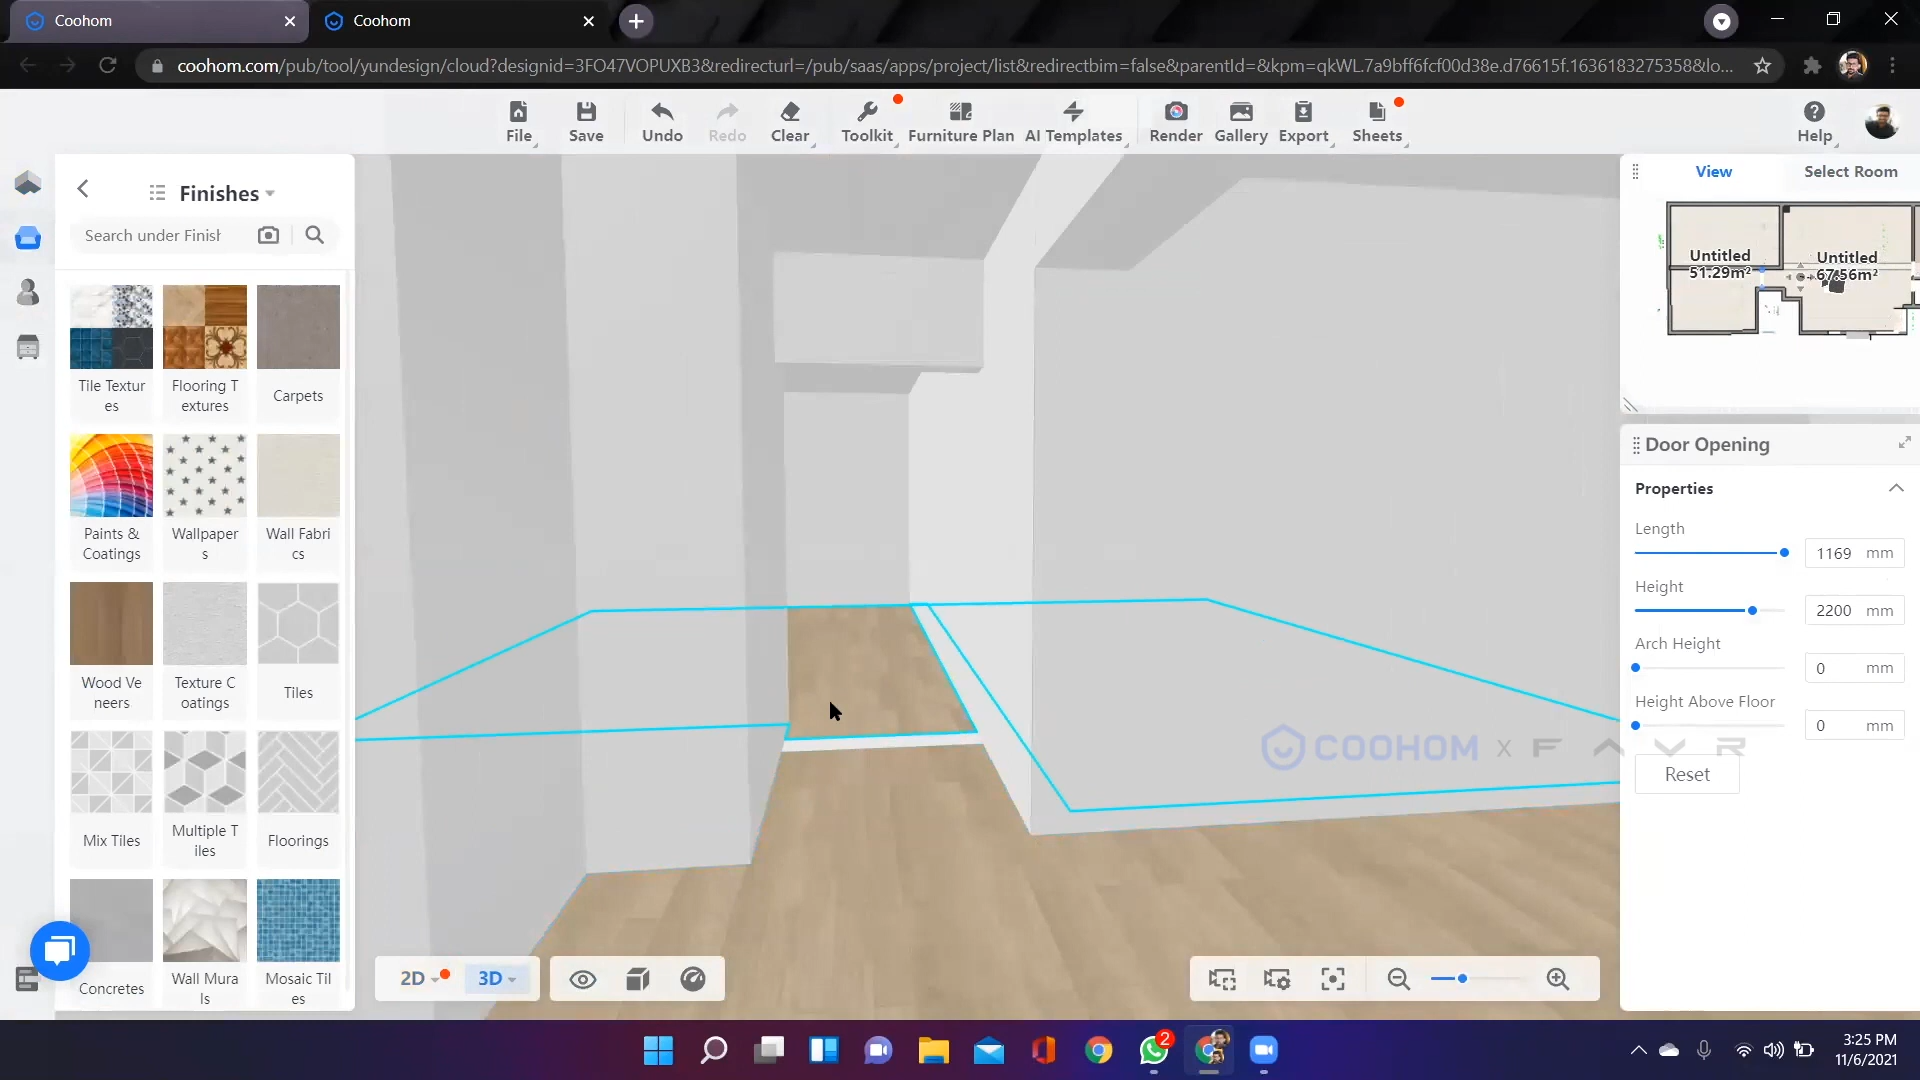 Coohom
Coohom
coohom.com/pub/tool/yundesign/cloud?designid=3FO47VOPUXB3&redirecturl=/pub/saas/apps/project/list&redirectbim=false&parentId=&kpm=qkWL.7a9bff6fcf00d38e.d76615f.1636183275358&lo...
File
Save
Undo
Redo
Clear
Toolkit
Furniture Plan
AI Templates
Render
Gallery
Export
Sheets
Help
Finishes
Search under Finish
Tile Textur
es
Flooring T
extures
Carpets
Paints &
Coatings
Wallpaper
s
Wall Fabri
cs
Wood Ve
neers
Texture C
oatings
Tiles
Mix Tiles
Multiple T
iles
Floorings
Concretes
Wall Mura
ls
Mosaic Til
es
2D
3D
COOHOM X FAVR
View
Select Room
Untitled
51.29m²
Untitled
67.56m²
Door Opening
Properties
Length
1169 mm
Height
2200 mm
Arch Height
0 mm
Height Above Floor
0 mm
Reset
2
3:25 PM
11/6/2021